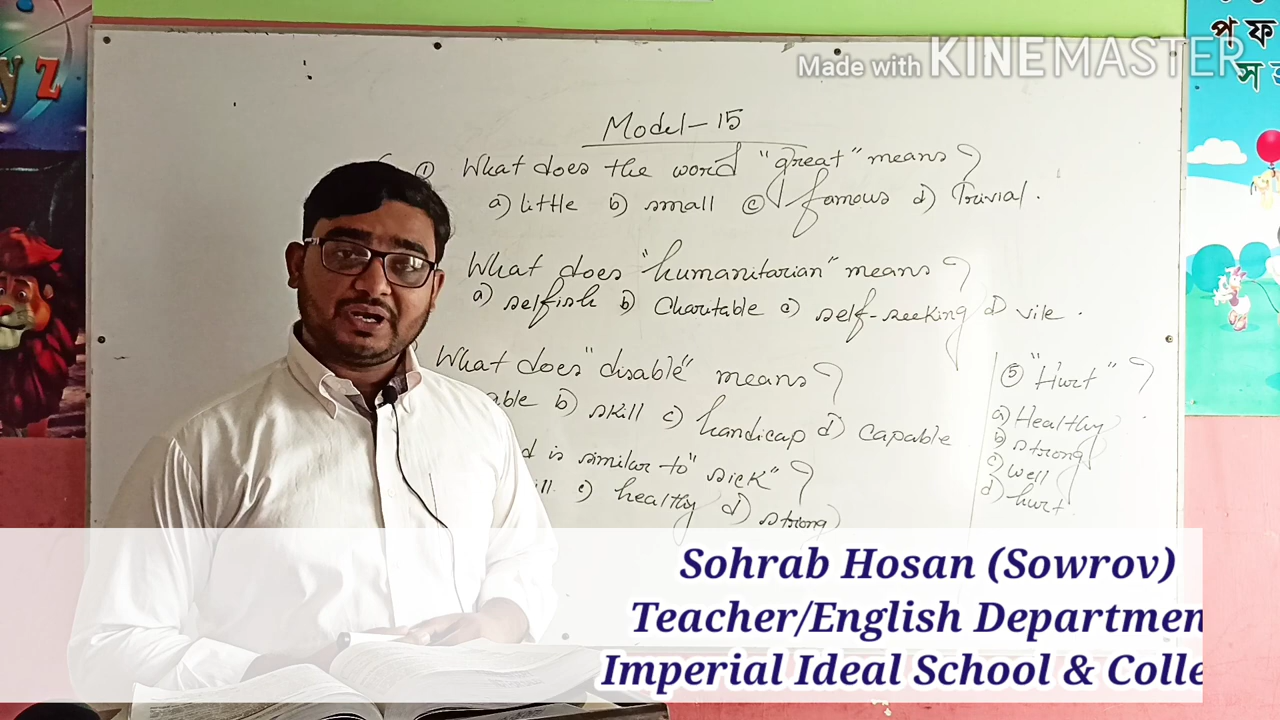 Made with KINEMASTER
y z
প ফ
স
Model-15
① What does the word "great" means?
a) little b) small ⓒ famous d) Trivial.
What does "humanitarian" means?
a) selfish b) Charitable c) self-seeking d) vile.
What does "disable" means?
able b) skill c) handicap d) capable
is similar to "sick"?
ill c) healthy d) strong
⑤ "Hurt"?
a) Healthy
b) strong
c) well
d) hurt.
Sohrab Hosan (Sowrov)
Teacher/English Departmen
Imperial Ideal School & Colle